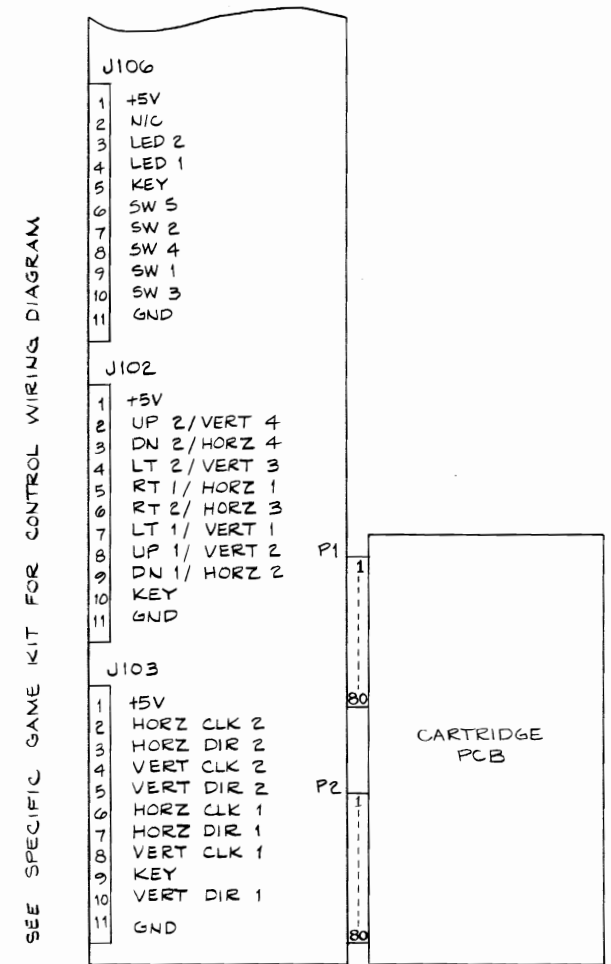 SEE SPECIFIC GAME KIT FOR CONTROL WIRING DIAGRAM
J106
1 +5V
2 N/C
3 LED 2
4 LED 1
5 KEY
6 SW 5
7 SW 2
8 SW 4
9 SW 1
10 SW 3
11 GND
J102
1 +5V
2 UP 2/VERT 4
3 DN 2/HORZ 4
4 LT 2/VERT 3
5 RT 1/HORZ 1
6 RT 2/HORZ 3
7 LT 1/VERT 1
8 UP 1/VERT 2
9 DN 1/HORZ 2
10 KEY
11 GND
J103
1 +5V
2 HORZ CLK 2
3 HORZ DIR 2
4 VERT CLK 2
5 VERT DIR 2
6 HORZ CLK 1
7 HORZ DIR 1
8 VERT CLK 1
9 KEY
10 VERT DIR 1
11 GND
P1
1
80
P2
1
80
CARTRIDGE
PCB